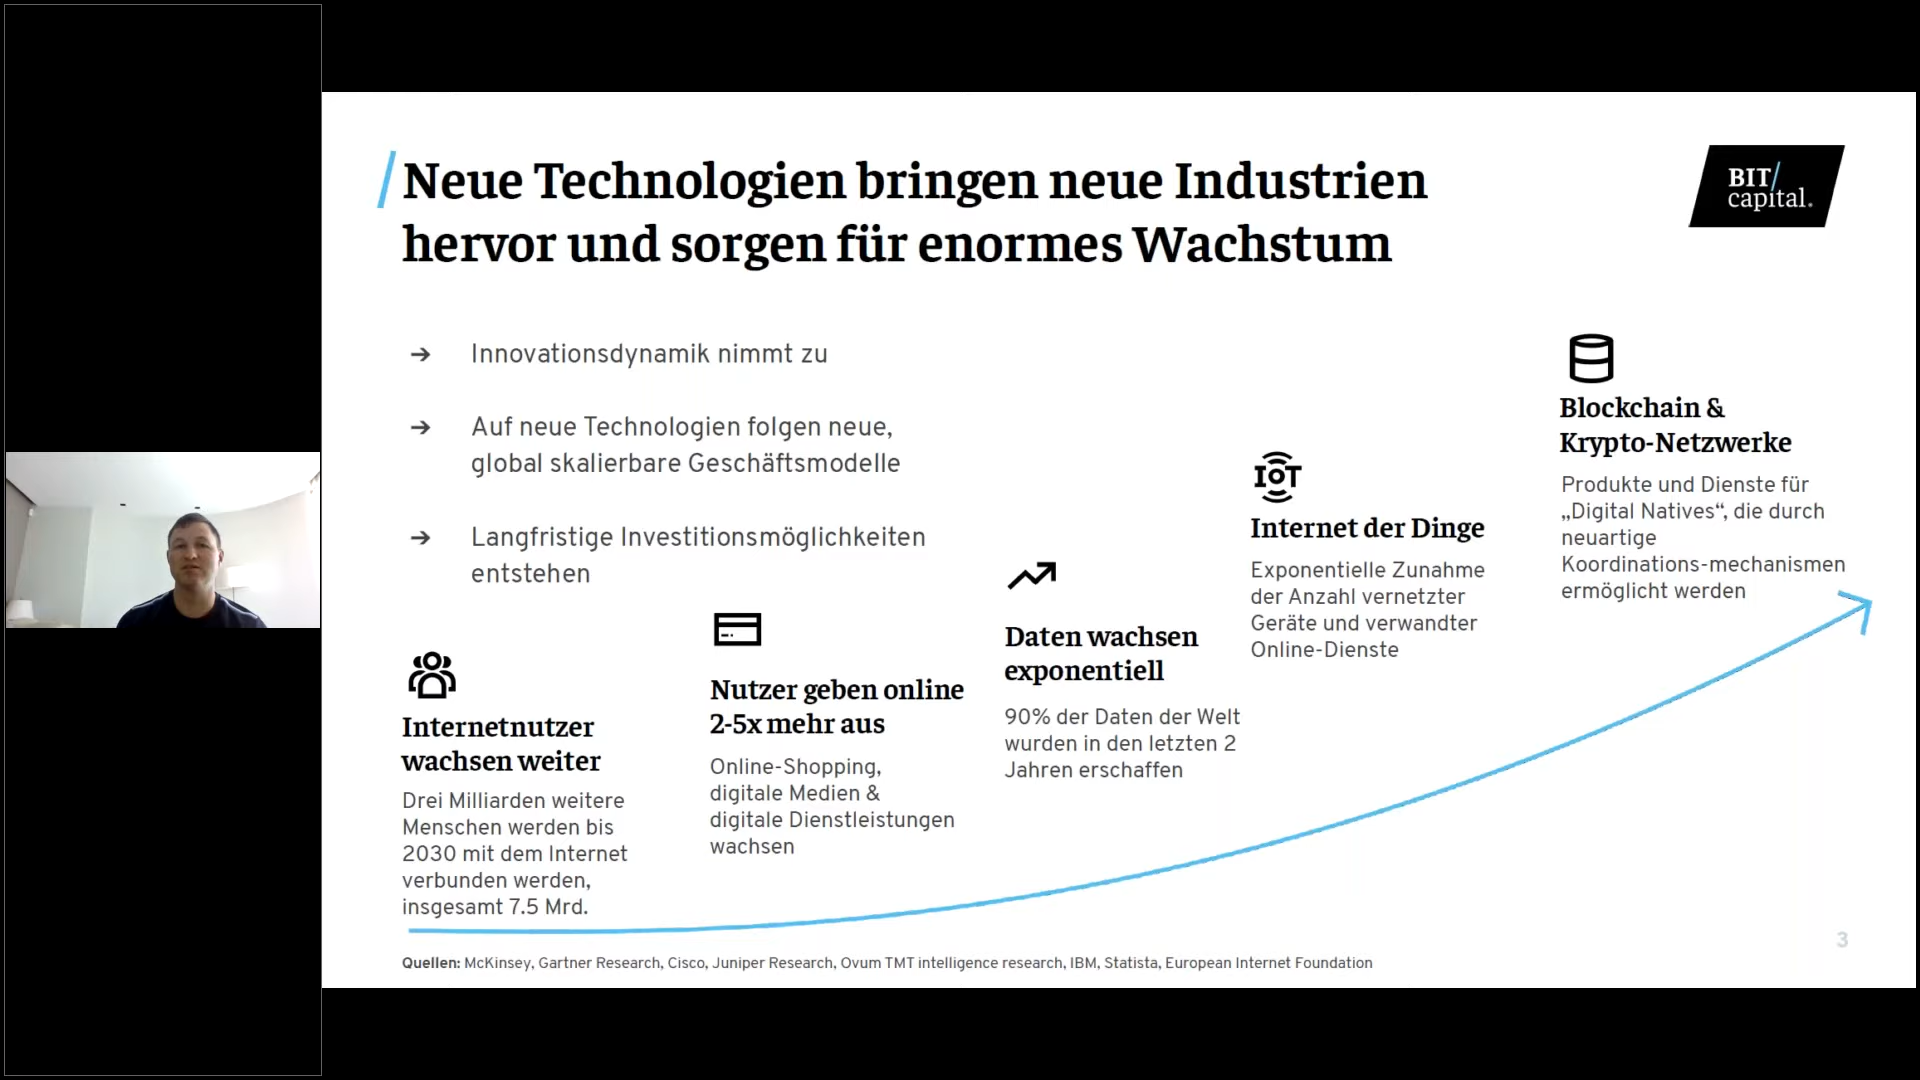 Neue Technologien bringen neue Industrien
hervor und sorgen für enormes Wachstum
BIT/
capital.
→ Innovationsdynamik nimmt zu
→ Auf neue Technologien folgen neue,
global skalierbare Geschäftsmodelle
→ Langfristige Investitionsmöglichkeiten
entstehen
Internetnutzer
wachsen weiter
Drei Milliarden weitere
Menschen werden bis
2030 mit dem Internet
verbunden werden,
insgesamt 7.5 Mrd.
Nutzer geben online
2-5x mehr aus
Online-Shopping,
digitale Medien &
digitale Dienstleistungen
wachsen
Daten wachsen
exponentiell
90% der Daten der Welt
wurden in den letzten 2
Jahren erschaffen
IoT
Internet der Dinge
Exponentielle Zunahme
der Anzahl vernetzter
Geräte und verwandter
Online-Dienste
Blockchain &
Krypto-Netzwerke
Produkte und Dienste für
„Digital Natives“, die durch
neuartige
Koordinations-mechanismen
ermöglicht werden
Quellen: McKinsey, Gartner Research, Cisco, Juniper Research, Ovum TMT intelligence research, IBM, Statista, European Internet Foundation
3